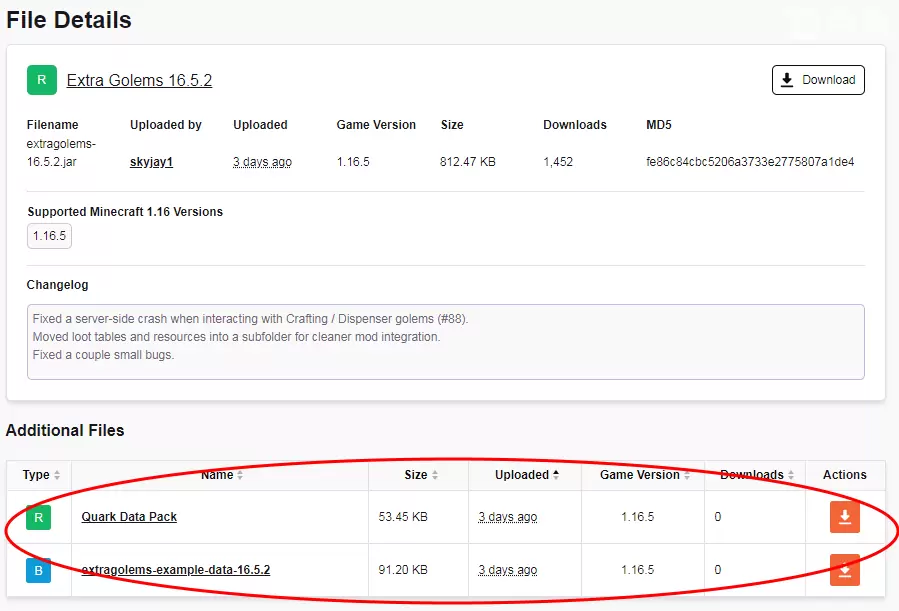 File Details
R Extra Golems 16.5.2 Download
Filename Uploaded by Uploaded Game Version Size Downloads MD5
extragolems-
16.5.2.jar skyjay1 3 days ago 1.16.5 812.47 KB 1,452 fe86c84cbc5206a3733e2775807a1de4
Supported Minecraft 1.16 Versions
1.16.5
Changelog
Fixed a server-side crash when interacting with Crafting / Dispenser golems (#88).
Moved loot tables and resources into a subfolder for cleaner mod integration.
Fixed a couple small bugs.
Additional Files
Type Name Size Uploaded Game Version Downloads Actions
R Quark Data Pack 53.45 KB 3 days ago 1.16.5 0
B extragolems-example-data-16.5.2 91.20 KB 3 days ago 1.16.5 0